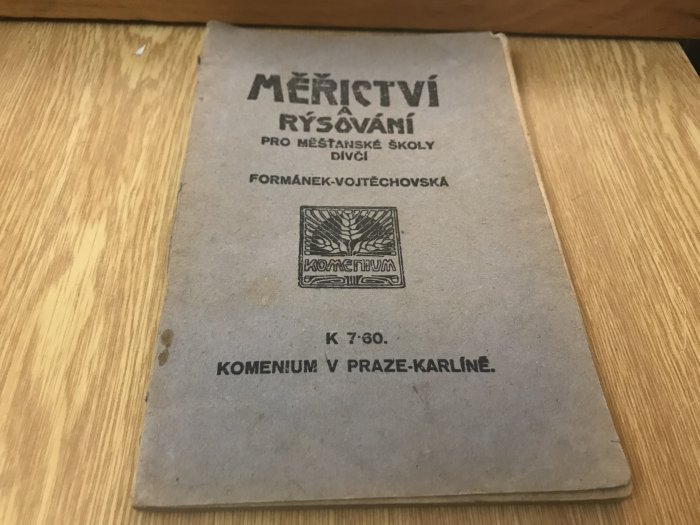 MĚŘICTVÍ
A
RÝSOVÁNÍ
PRO MĚŠŤANSKÉ ŠKOLY
DÍVČÍ
FORMÁNEK-VOJTĚCHOVSKÁ
KOMENIUM
K 7·60.
KOMENIUM V PRAZE-KARLÍNĚ.